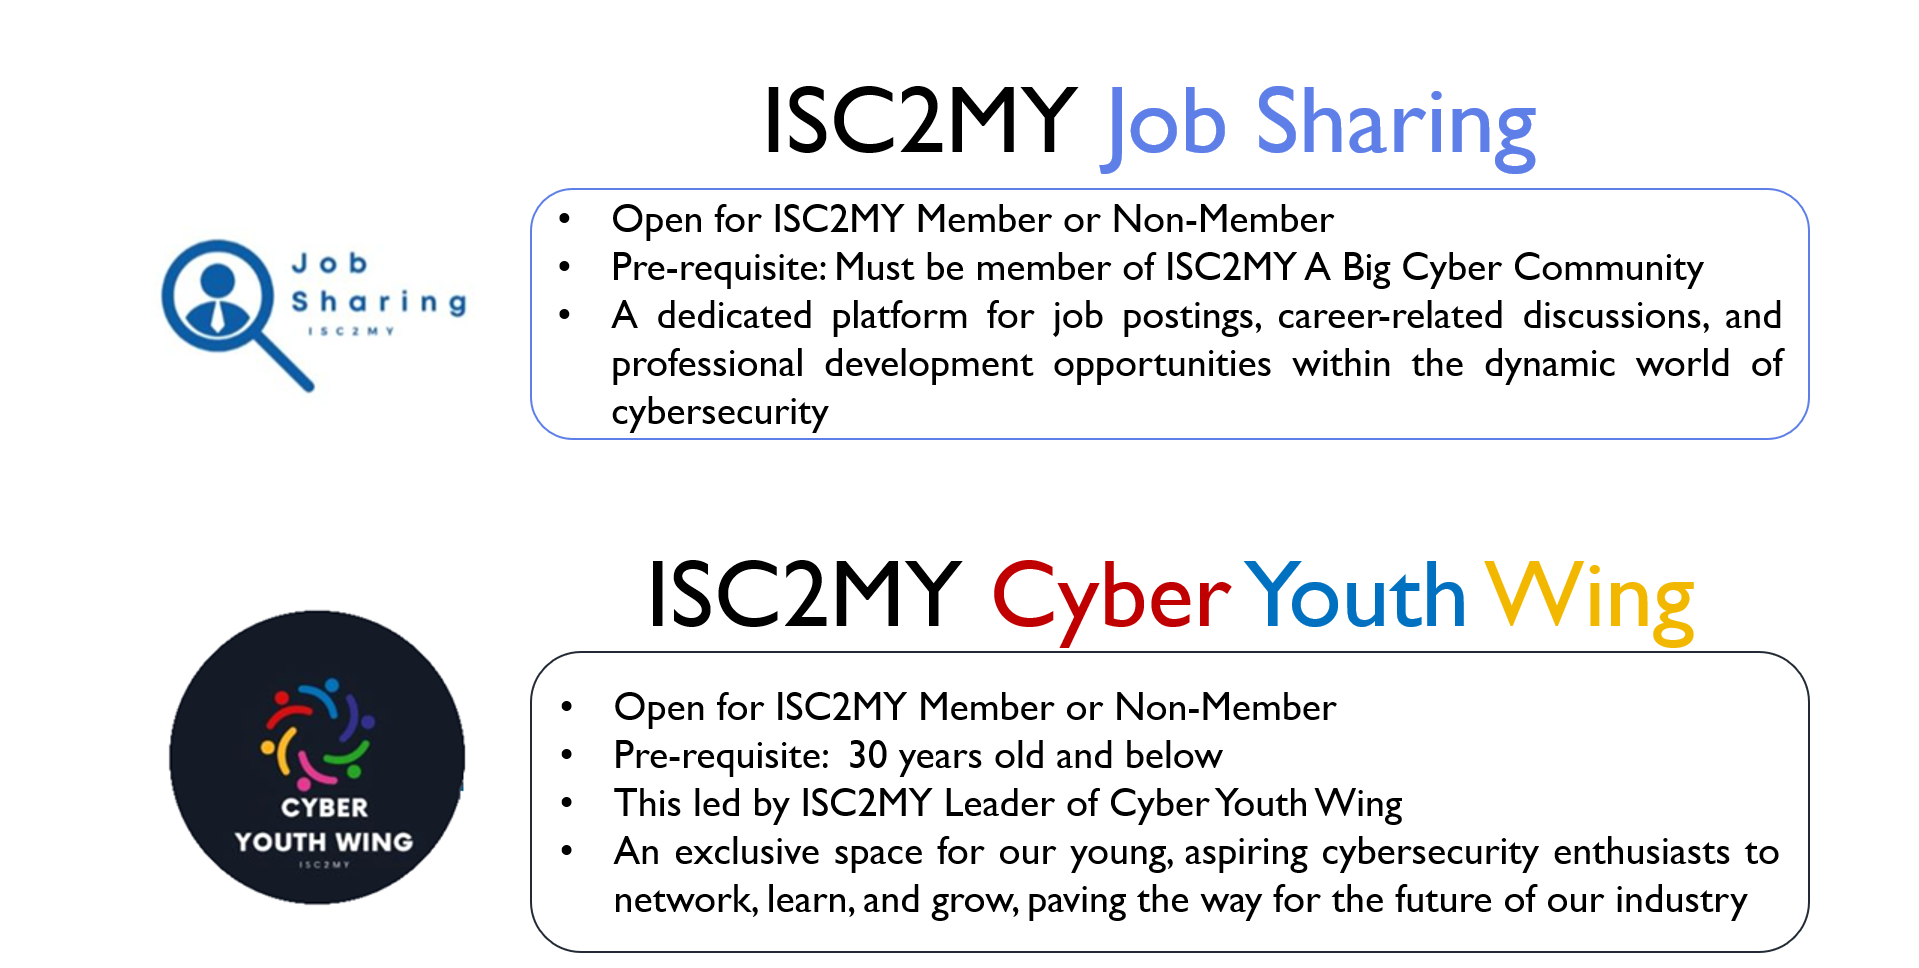 ISC2MY Job Sharing
Job
Sharing
ISC2MY
• Open for ISC2MY Member or Non-Member
• Pre-requisite: Must be member of ISC2MY A Big Cyber Community
• A dedicated platform for job postings, career-related discussions, and
professional development opportunities within the dynamic world of
cybersecurity
ISC2MY Cyber Youth Wing
CYBER
YOUTH WING
ISC2MY
• Open for ISC2MY Member or Non-Member
• Pre-requisite: 30 years old and below
• This led by ISC2MY Leader of Cyber Youth Wing
• An exclusive space for our young, aspiring cybersecurity enthusiasts to
network, learn, and grow, paving the way for the future of our industry